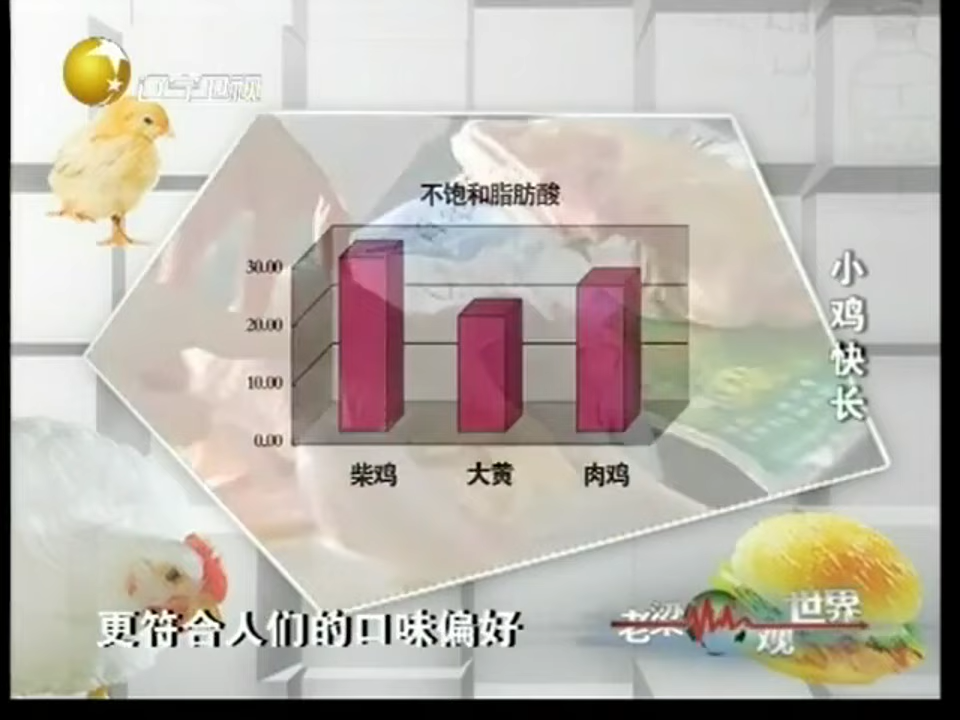 辽宁卫视
不饱和脂肪酸
30.00
20.00
10.00
0.00
柴鸡
大黄
肉鸡
小鸡快长
更符合人们的口味偏好
老梁
观
世界